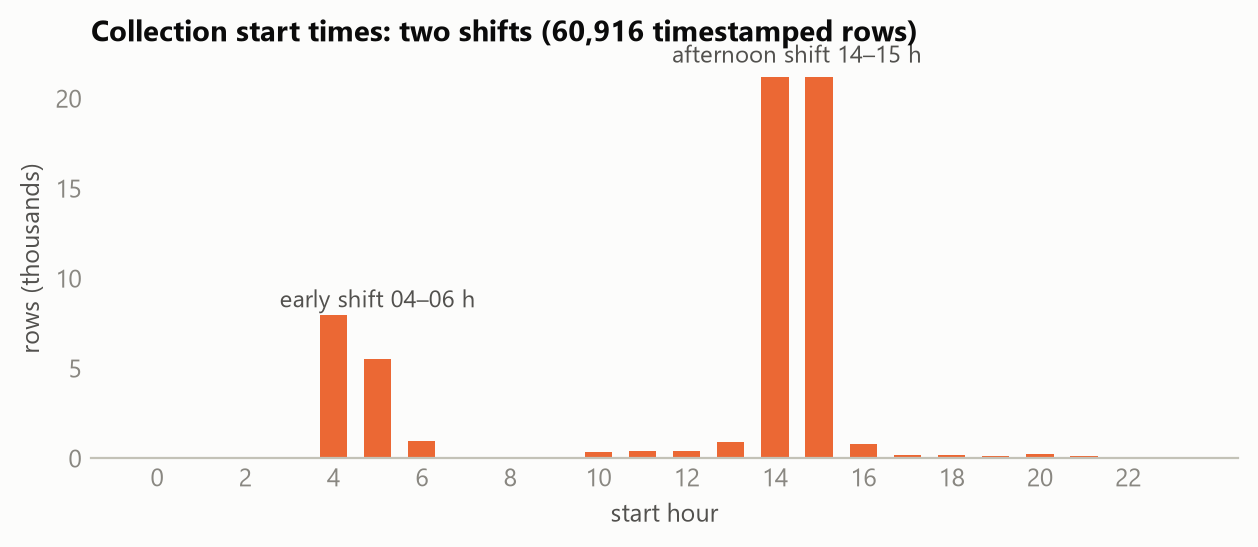 Collection start times: two shifts (60,916 timestamped rows)
afternoon shift 14–15 h
20
15
10
5
0
rows (thousands)
early shift 04–06 h
0 2 4 6 8 10 12 14 16 18 20 22
start hour